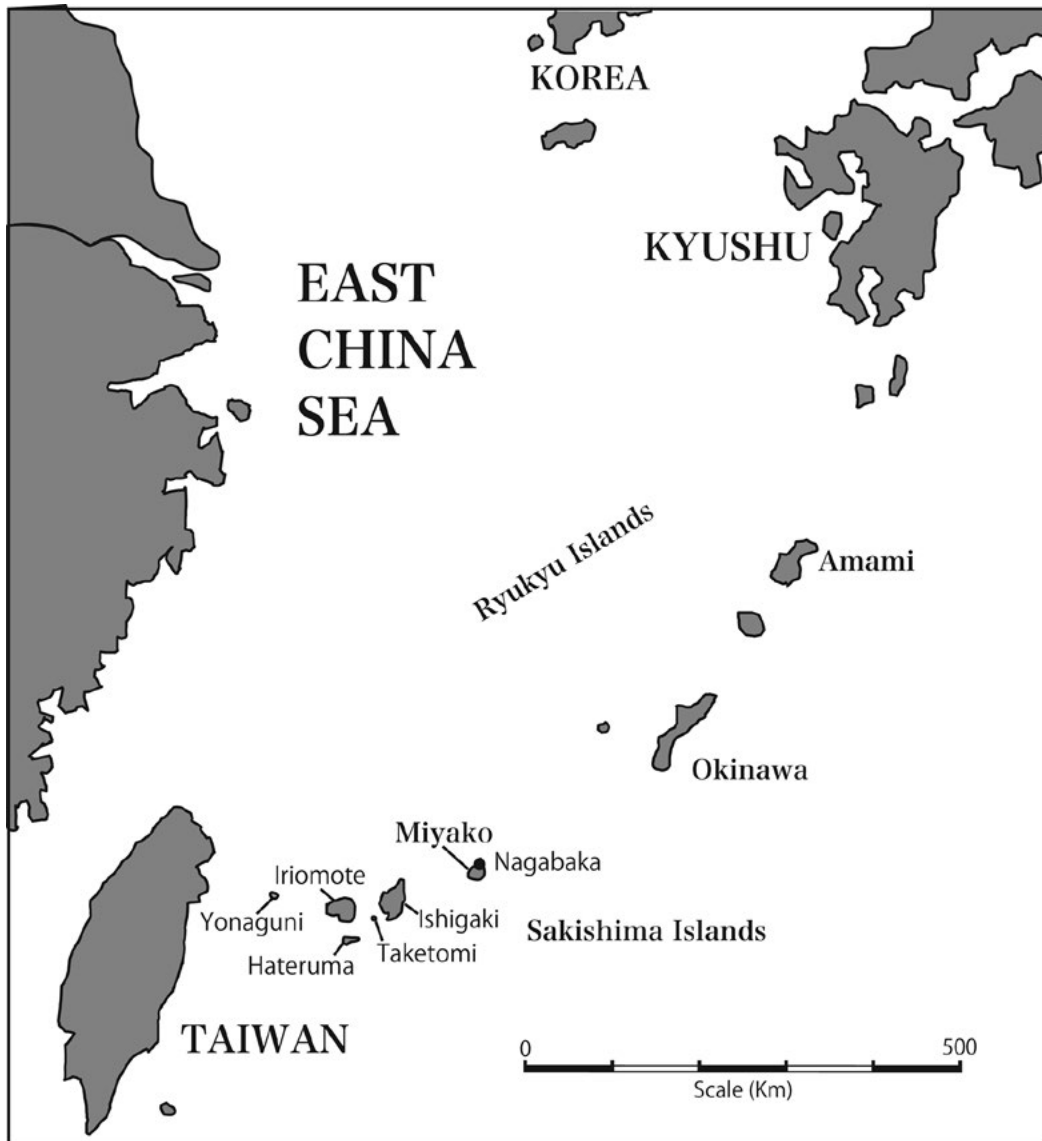 KOREA
KYUSHU
EAST
CHINA
SEA
Ryukyu Islands
Amami
Okinawa
Miyako
Nagabaka
Iriomote
Yonaguni
Ishigaki
Sakishima Islands
Taketomi
Hateruma
TAIWAN
0 500
Scale (Km)